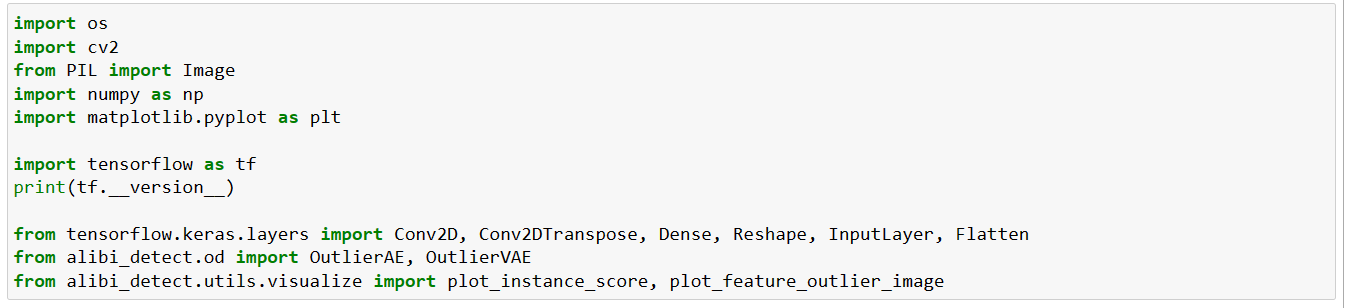 import os
import cv2
from PIL import Image
import numpy as np
import matplotlib.pyplot as plt
import tensorflow as tf
print(tf.__version__)
from tensorflow.keras.layers import Conv2D, Conv2DTranspose, Dense, Reshape, InputLayer, Flatten
from alibi_detect.od import OutlierAE, OutlierVAE
from alibi_detect.utils.visualize import plot_instance_score, plot_feature_outlier_image